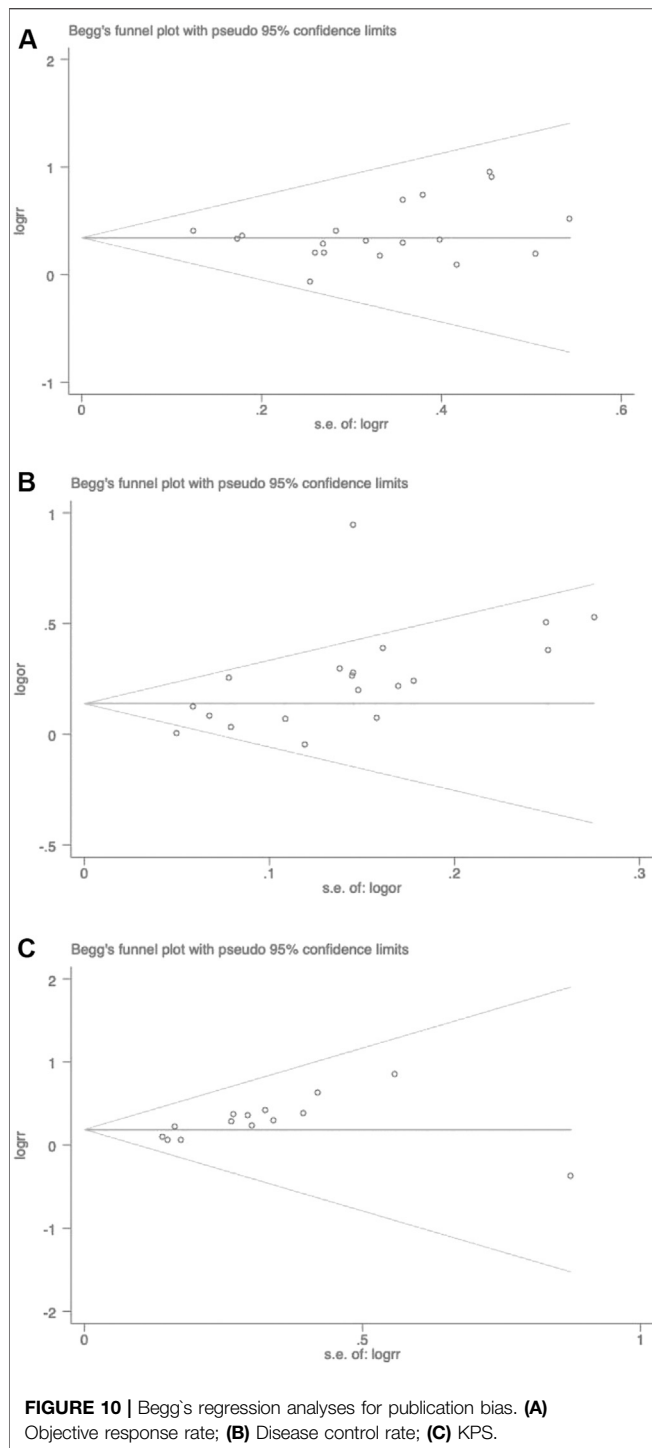 A
Begg's funnel plot with pseudo 95% confidence limits
2
1
0
-1
logrr
0
.2
.4
.6
s.e. of: logrr
B
Begg's funnel plot with pseudo 95% confidence limits
1
.5
0
-.5
logor
0
.1
.2
.3
s.e. of: logor
C
Begg's funnel plot with pseudo 95% confidence limits
2
1
0
-1
-2
logrr
0
.5
1
s.e. of: logrr
FIGURE 10 | Begg`s regression analyses for publication bias. (A)
Objective response rate; (B) Disease control rate; (C) KPS.